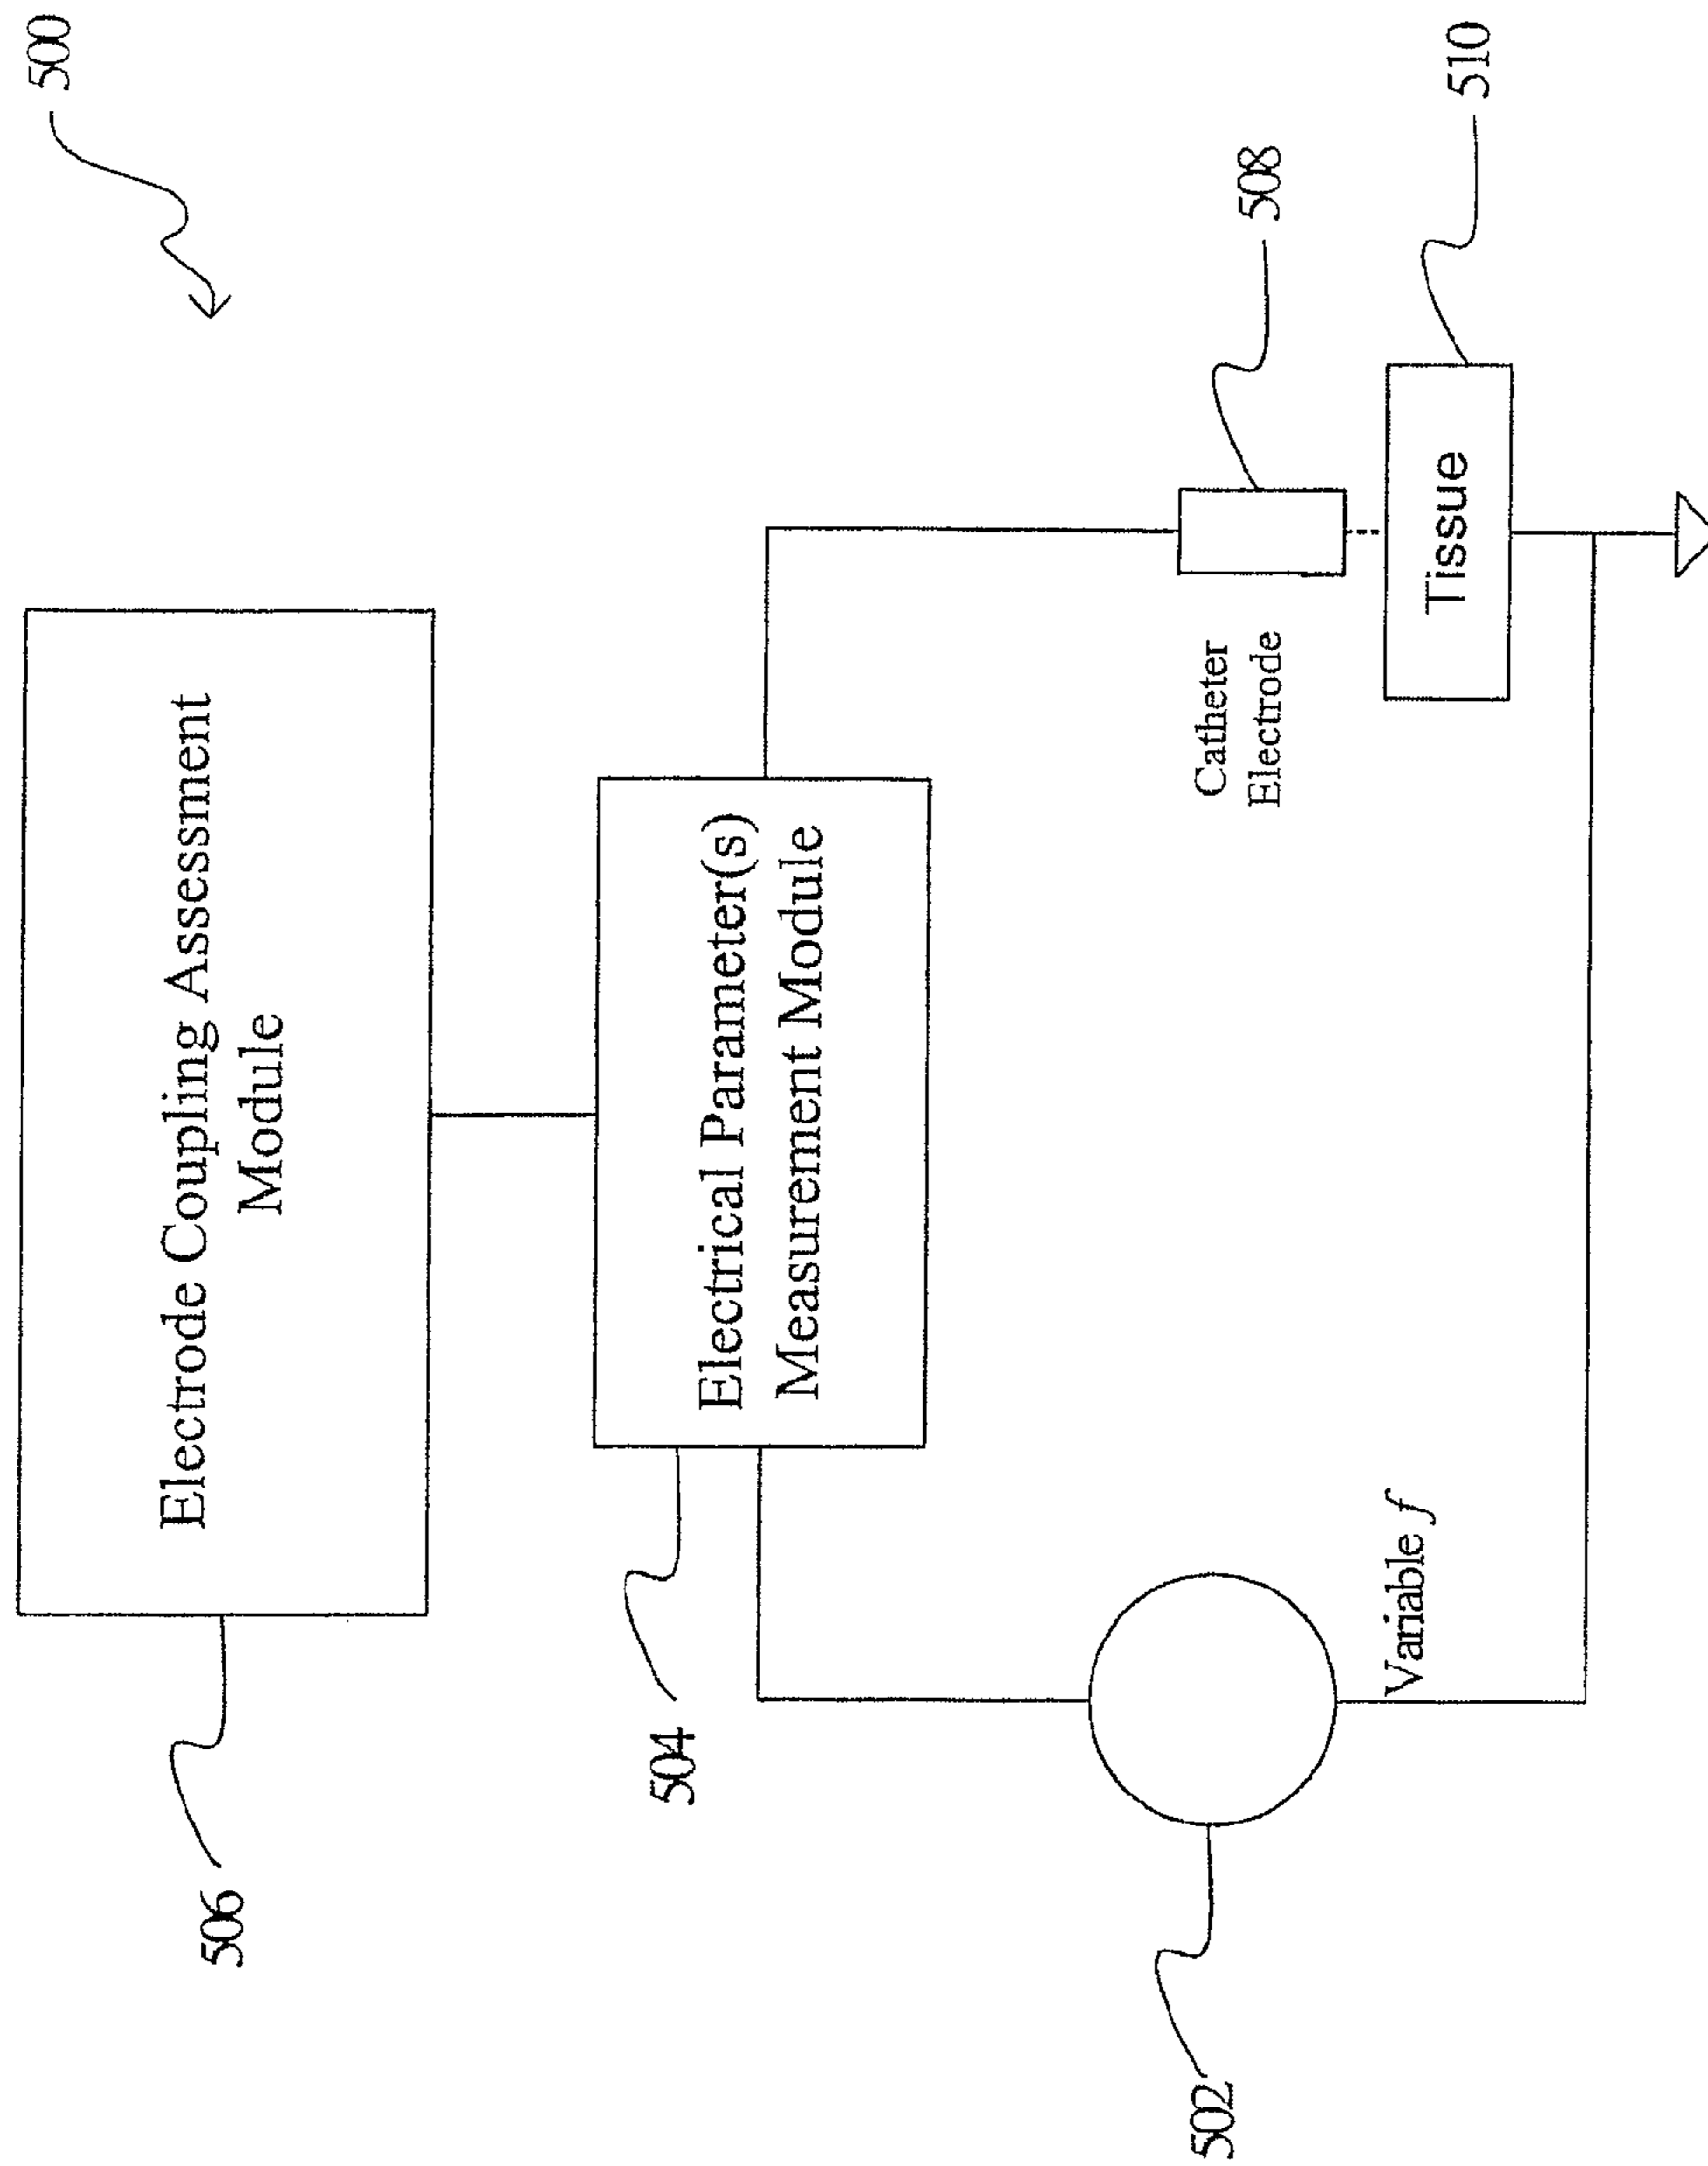 500
Electrode Coupling Assessment
Module
506
Electrical Parameter(s)
Measurement Module
504
508
Catheter
Electrode
502
Variable f
Tissue
510